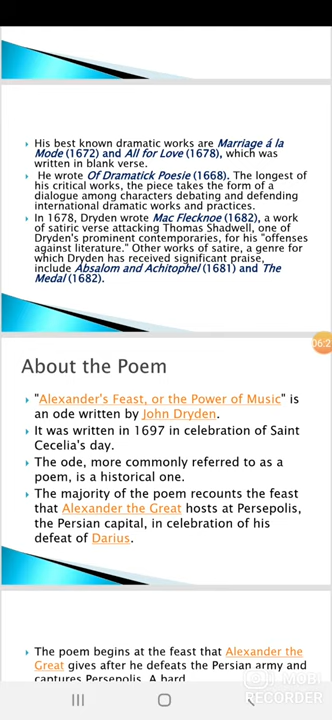 His best known dramatic works are Marriage á la
Mode (1672) and All for Love (1678), which was
written in blank verse.
He wrote Of Dramatick Poesie (1668). The longest of
his critical works, the piece takes the form of a
dialogue among characters debating and defending
international dramatic works and practices.
In 1678, Dryden wrote Mac Flecknoe (1682), a work
of satiric verse attacking Thomas Shadwell, one of
Dryden's prominent contemporaries, for his "offenses
against literature." Other works of satire, a genre for
which Dryden has received significant praise,
include Absalom and Achitophel (1681) and The
Medal (1682).
06:2
About the Poem
"Alexander's Feast, or the Power of Music" is
an ode written by John Dryden.
It was written in 1697 in celebration of Saint
Cecelia's day.
The ode, more commonly referred to as a
poem, is a historical one.
The majority of the poem recounts the feast
that Alexander the Great hosts at Persepolis,
the Persian capital, in celebration of his
defeat of Darius.
The poem begins at the feast that Alexander the
Great gives after he defeats the Persian army and
captures Persepolis. A bard
MOBI
RECORDER